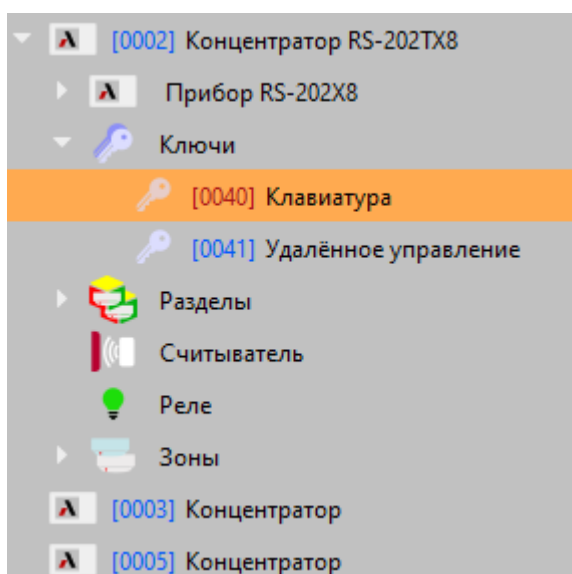 [0002] Концентратор RS-202TX8
Прибор RS-202X8
Ключи
[0040] Клавиатура
[0041] Удалённое управление
Разделы
Считыватель
Реле
Зоны
[0003] Концентратор
[0005] Концентратор